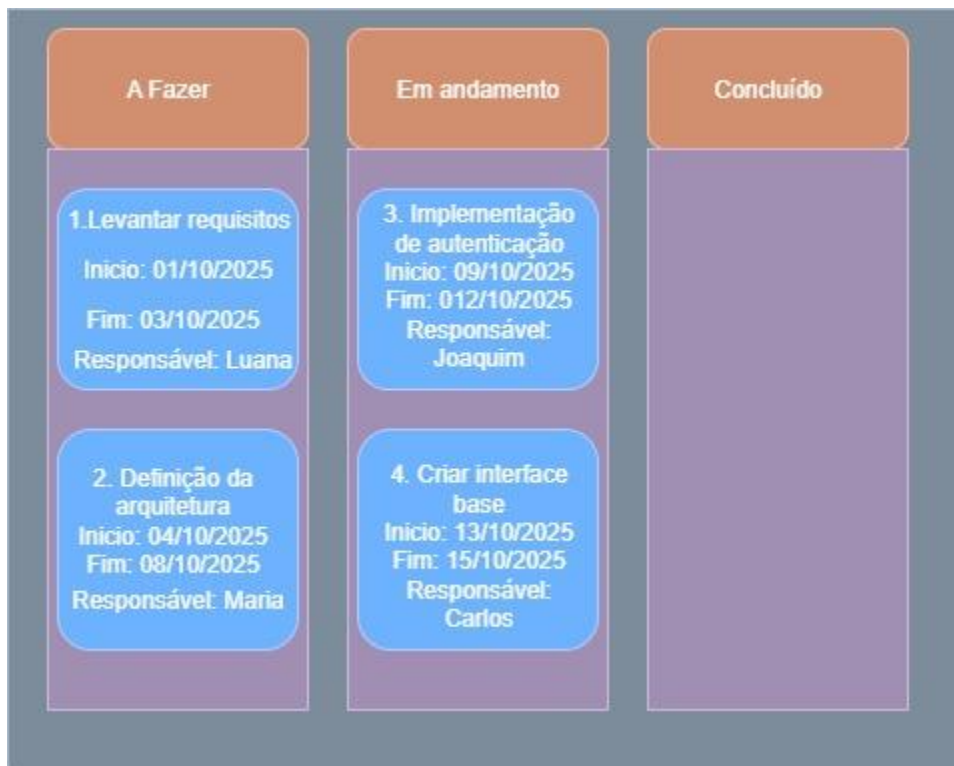 A Fazer
Em andamento
Concluído
1.Levantar requisitos
Inicio: 01/10/2025
Fim: 03/10/2025
Responsável: Luana
2. Definição da
arquitetura
Inicio: 04/10/2025
Fim: 08/10/2025
Responsável: Maria
3. Implementação
de autenticação
Inicio: 09/10/2025
Fim: 012/10/2025
Responsável:
Joaquim
4. Criar interface
base
Inicio: 13/10/2025
Fim: 15/10/2025
Responsável:
Carlos